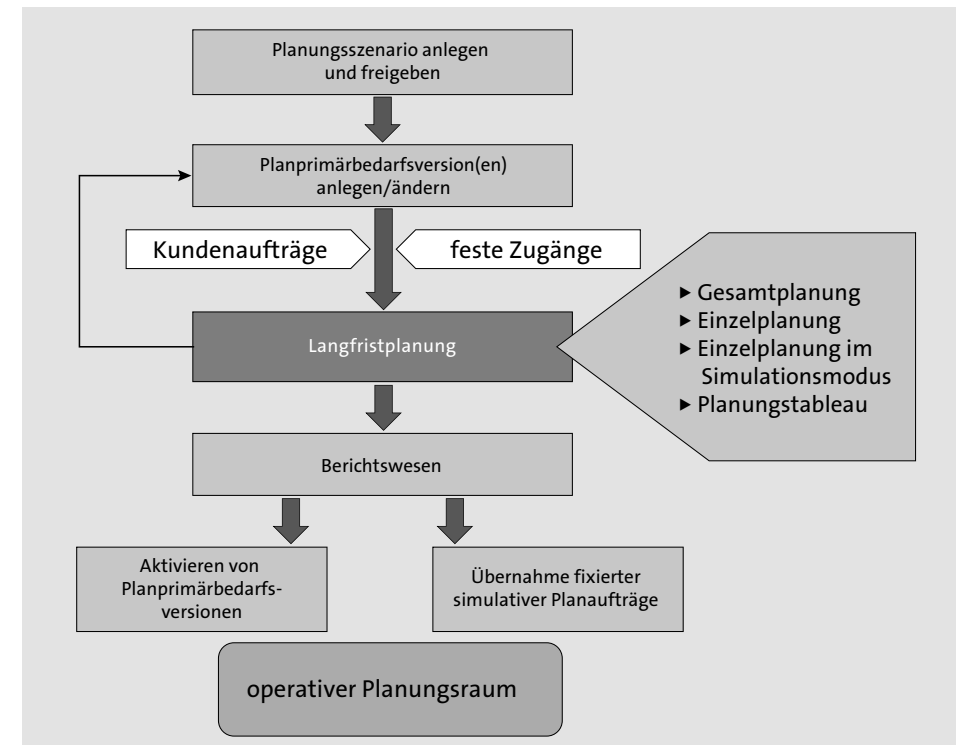 Planungsszenario anlegen
und freigeben
Planprimärbedarfsversion(en)
anlegen/ändern
Kundenaufträge
feste Zugänge
Langfristplanung
▶ Gesamtplanung
▶ Einzelplanung
▶ Einzelplanung im
Simulationsmodus
▶ Planungstableau
Berichtswesen
Aktivieren von
Planprimärbedarfs-
versionen
Übernahme fixierter
simulativer Planaufträge
operativer Planungsraum